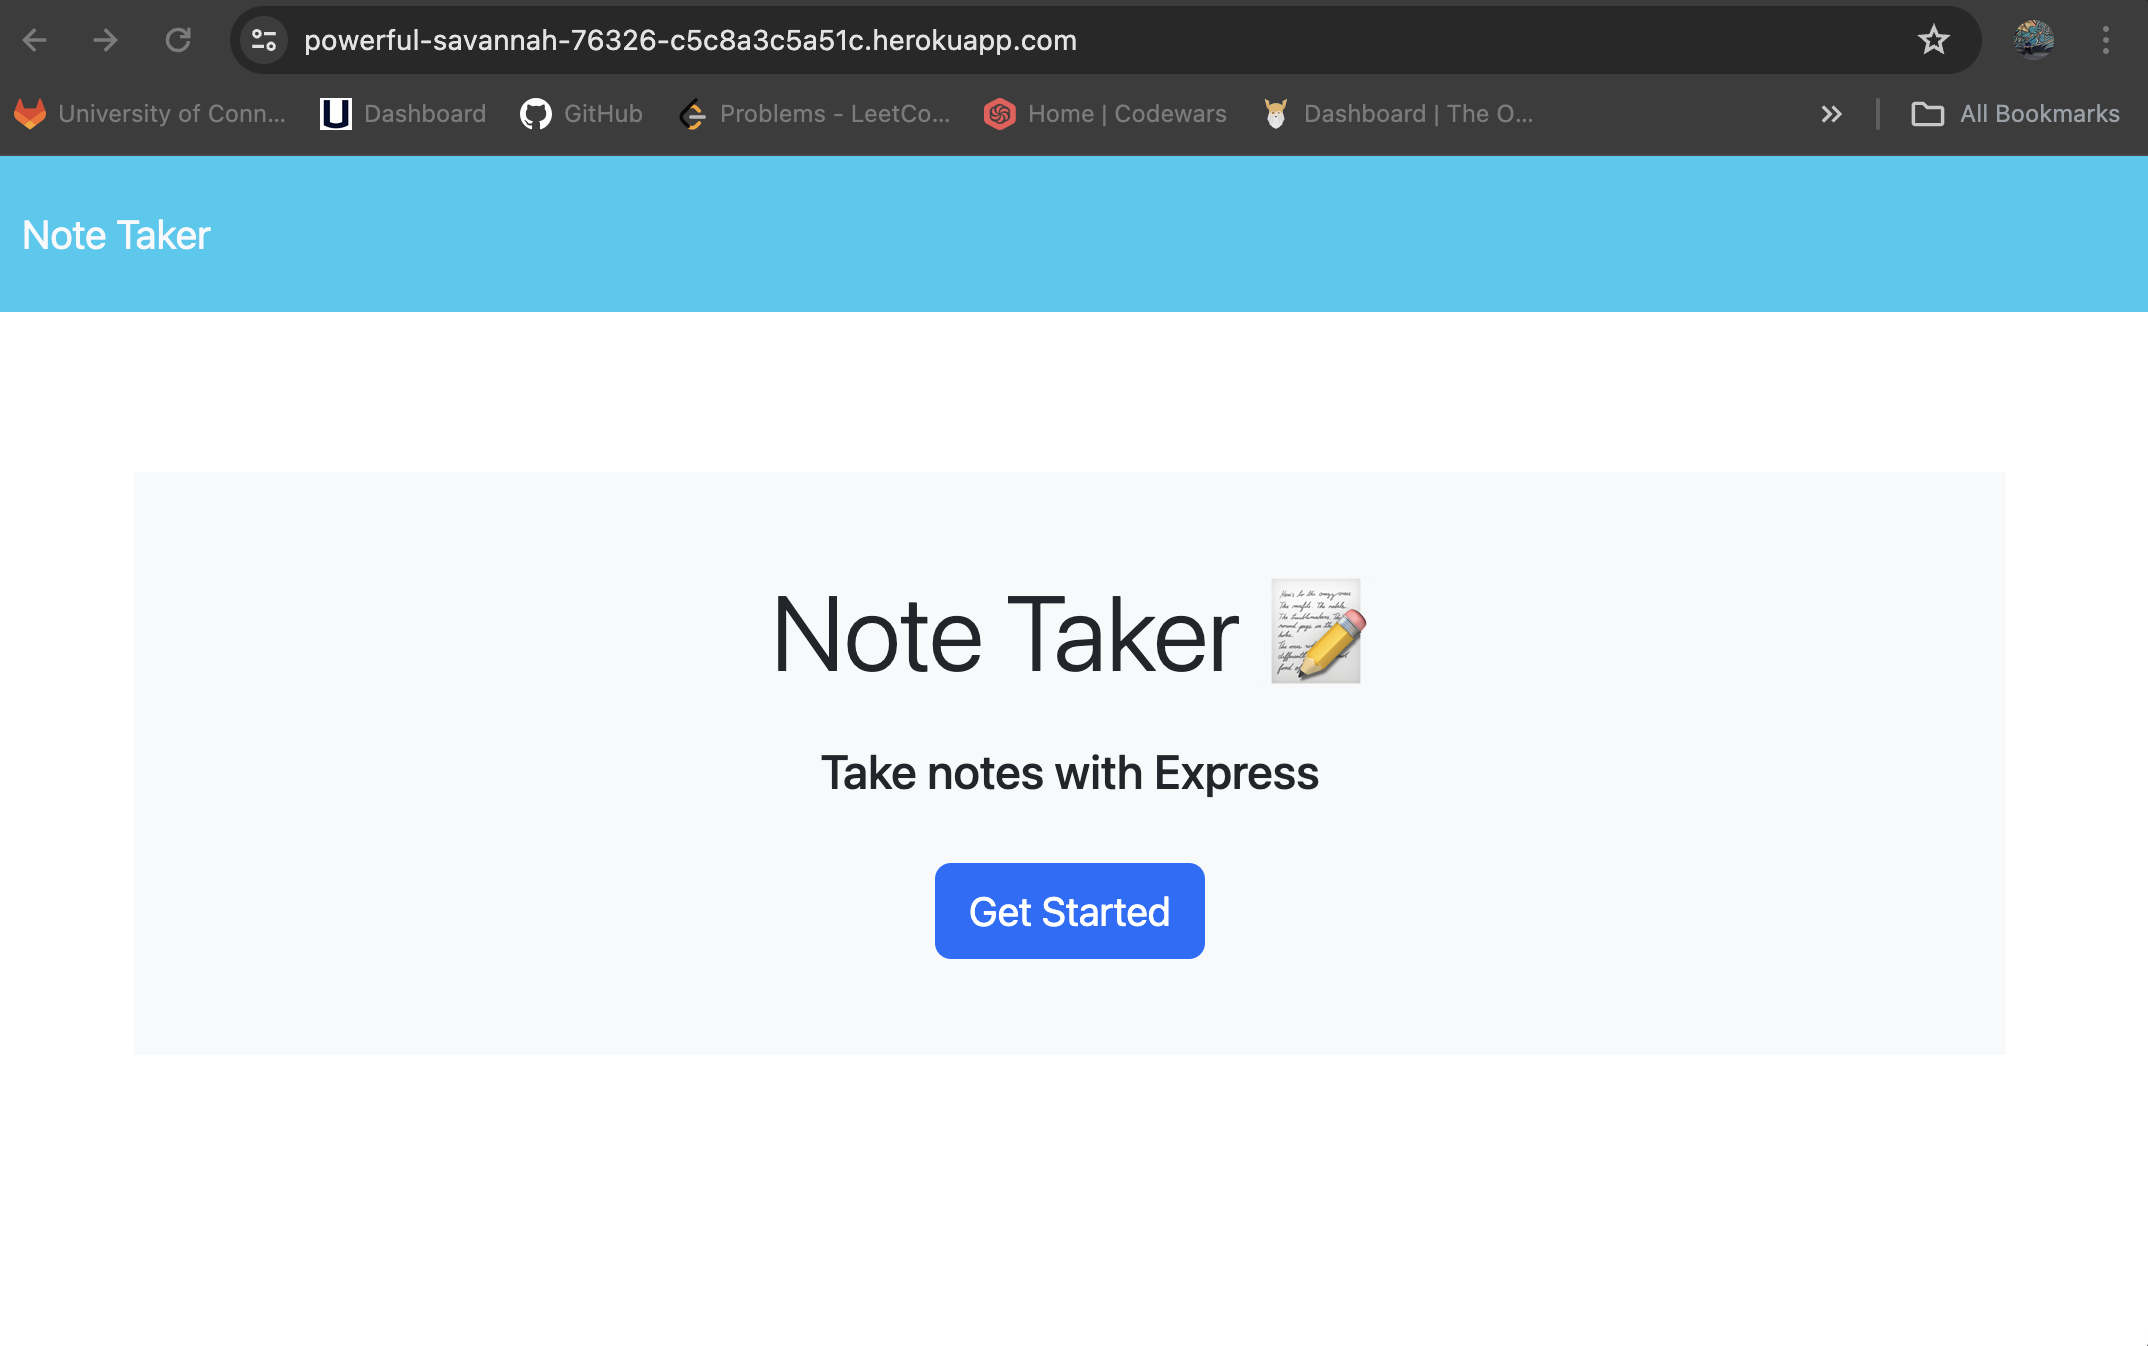 powerful-savannah-76326-c5c8a3c5a51c.herokuapp.com
University of Conn... Dashboard GitHub Problems - LeetCo... Home | Codewars Dashboard | The O... All Bookmarks
Note Taker
Note Taker
Take notes with Express
Get Started